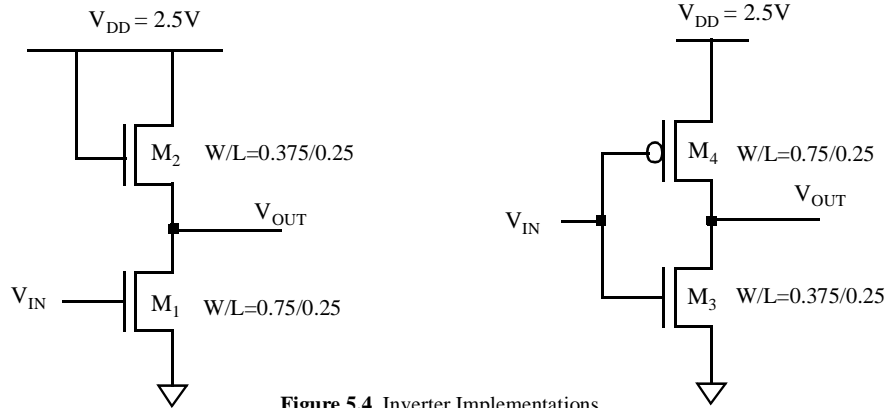 V_DD = 2.5V
M_2 W/L=0.375/0.25
V_OUT
V_IN
M_1 W/L=0.75/0.25
V_DD = 2.5V
M_4 W/L=0.75/0.25
V_IN
V_OUT
M_3 W/L=0.375/0.25
Figure 5.4 Inverter Implementations